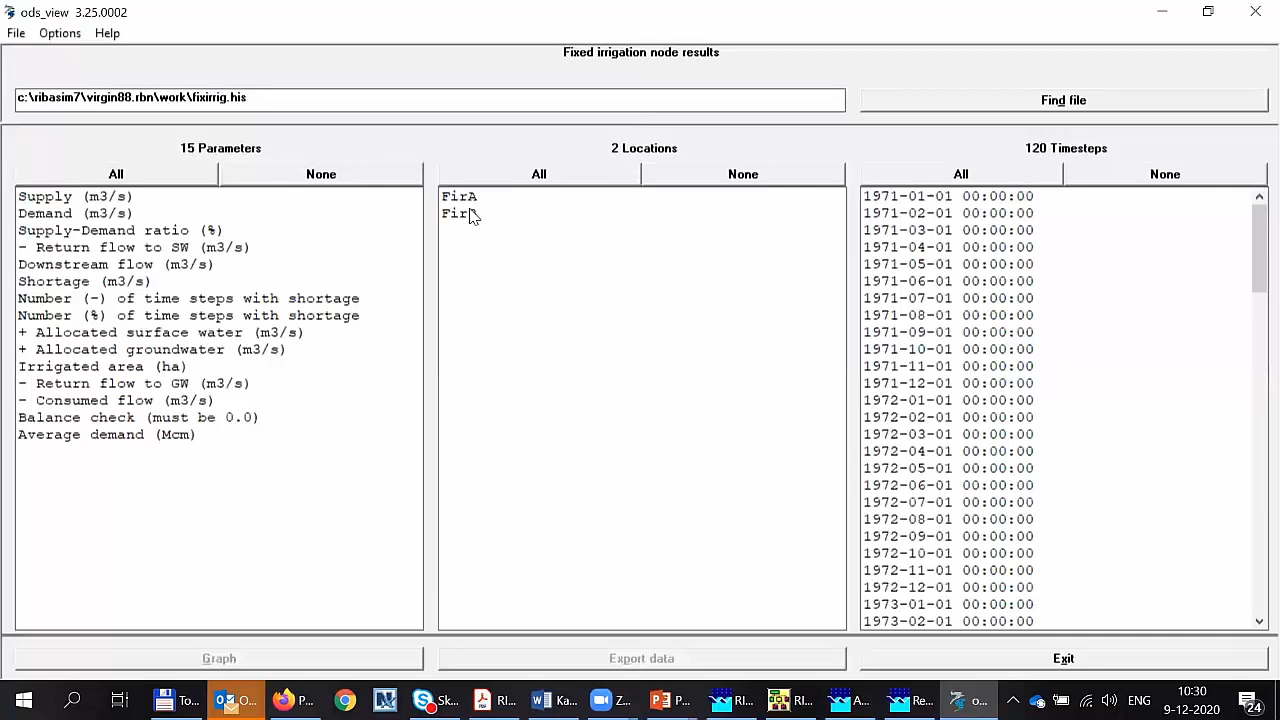 ods_view 3.25.0002
File Options Help
Fixed irrigation node results
c:\ribasim7\virgin88.rbn\work\fixirrig.his
Find file
15 Parameters
2 Locations
120 Timesteps
All None
All None
All None
Supply (m3/s)
Demand (m3/s)
Supply-Demand ratio (%)
- Return flow to SW (m3/s)
Downstream flow (m3/s)
Shortage (m3/s)
Number (-) of time steps with shortage
Number (%) of time steps with shortage
+ Allocated surface water (m3/s)
+ Allocated groundwater (m3/s)
Irrigated area (ha)
- Return flow to GW (m3/s)
- Consumed flow (m3/s)
Balance check (must be 0.0)
Average demand (Mcm)
FirA
1971-01-01 00:00:00
1971-02-01 00:00:00
1971-03-01 00:00:00
1971-04-01 00:00:00
1971-05-01 00:00:00
1971-06-01 00:00:00
1971-07-01 00:00:00
1971-08-01 00:00:00
1971-09-01 00:00:00
1971-10-01 00:00:00
1971-11-01 00:00:00
1971-12-01 00:00:00
1972-01-01 00:00:00
1972-02-01 00:00:00
1972-03-01 00:00:00
1972-04-01 00:00:00
1972-05-01 00:00:00
1972-06-01 00:00:00
1972-07-01 00:00:00
1972-08-01 00:00:00
1972-09-01 00:00:00
1972-10-01 00:00:00
1972-11-01 00:00:00
1972-12-01 00:00:00
1973-01-01 00:00:00
1973-02-01 00:00:00
Graph
Export data
Exit
To... O... P... Sk... RI... Ka... Z... P... RI... RI... A... Re... o... ENG
10:30
9-12-2020
24